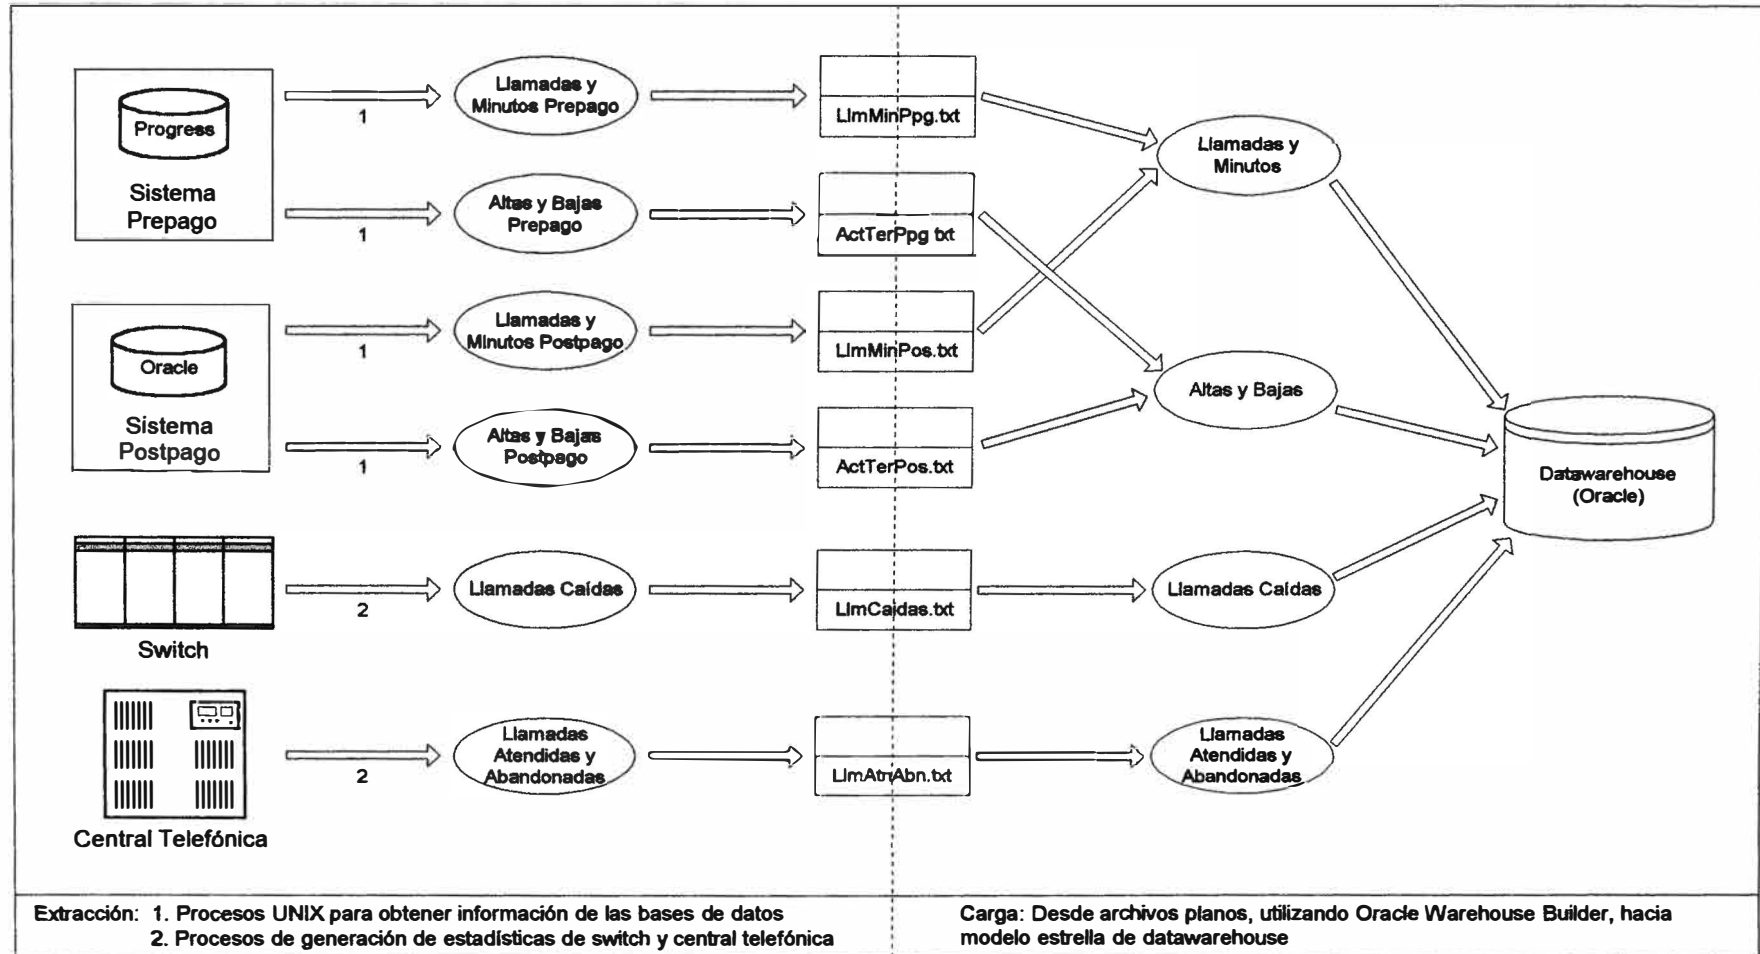 Progress
Sistema
Prepago
1
Llamadas y
Minutos Prepago
LlmMinPpg.txt
Llamadas y
Minutos
1
Altas y Bajas
Prepago
ActTerPpg txt
Oracle
Sistema
Postpago
1
Llamadas y
Minutos Postpago
LlmMinPos.txt
Altas y Bajas
1
Altas y Bajas
Postpago
ActTerPos.txt
Datawarehouse
(Oracle)
Switch
2
Llamadas Caídas
LlmCaidas.txt
Llamadas Caídas
Central Telefónica
2
Llamadas
Atendidas y
Abandonadas
LlmAtnAbn.txt
Llamadas
Atendidas y
Abandonadas
Extracción: 1. Procesos UNIX para obtener información de las bases de datos
2. Procesos de generación de estadísticas de switch y central telefónica
Carga: Desde archivos planos, utilizando Oracle Warehouse Builder, hacia
modelo estrella de datawarehouse